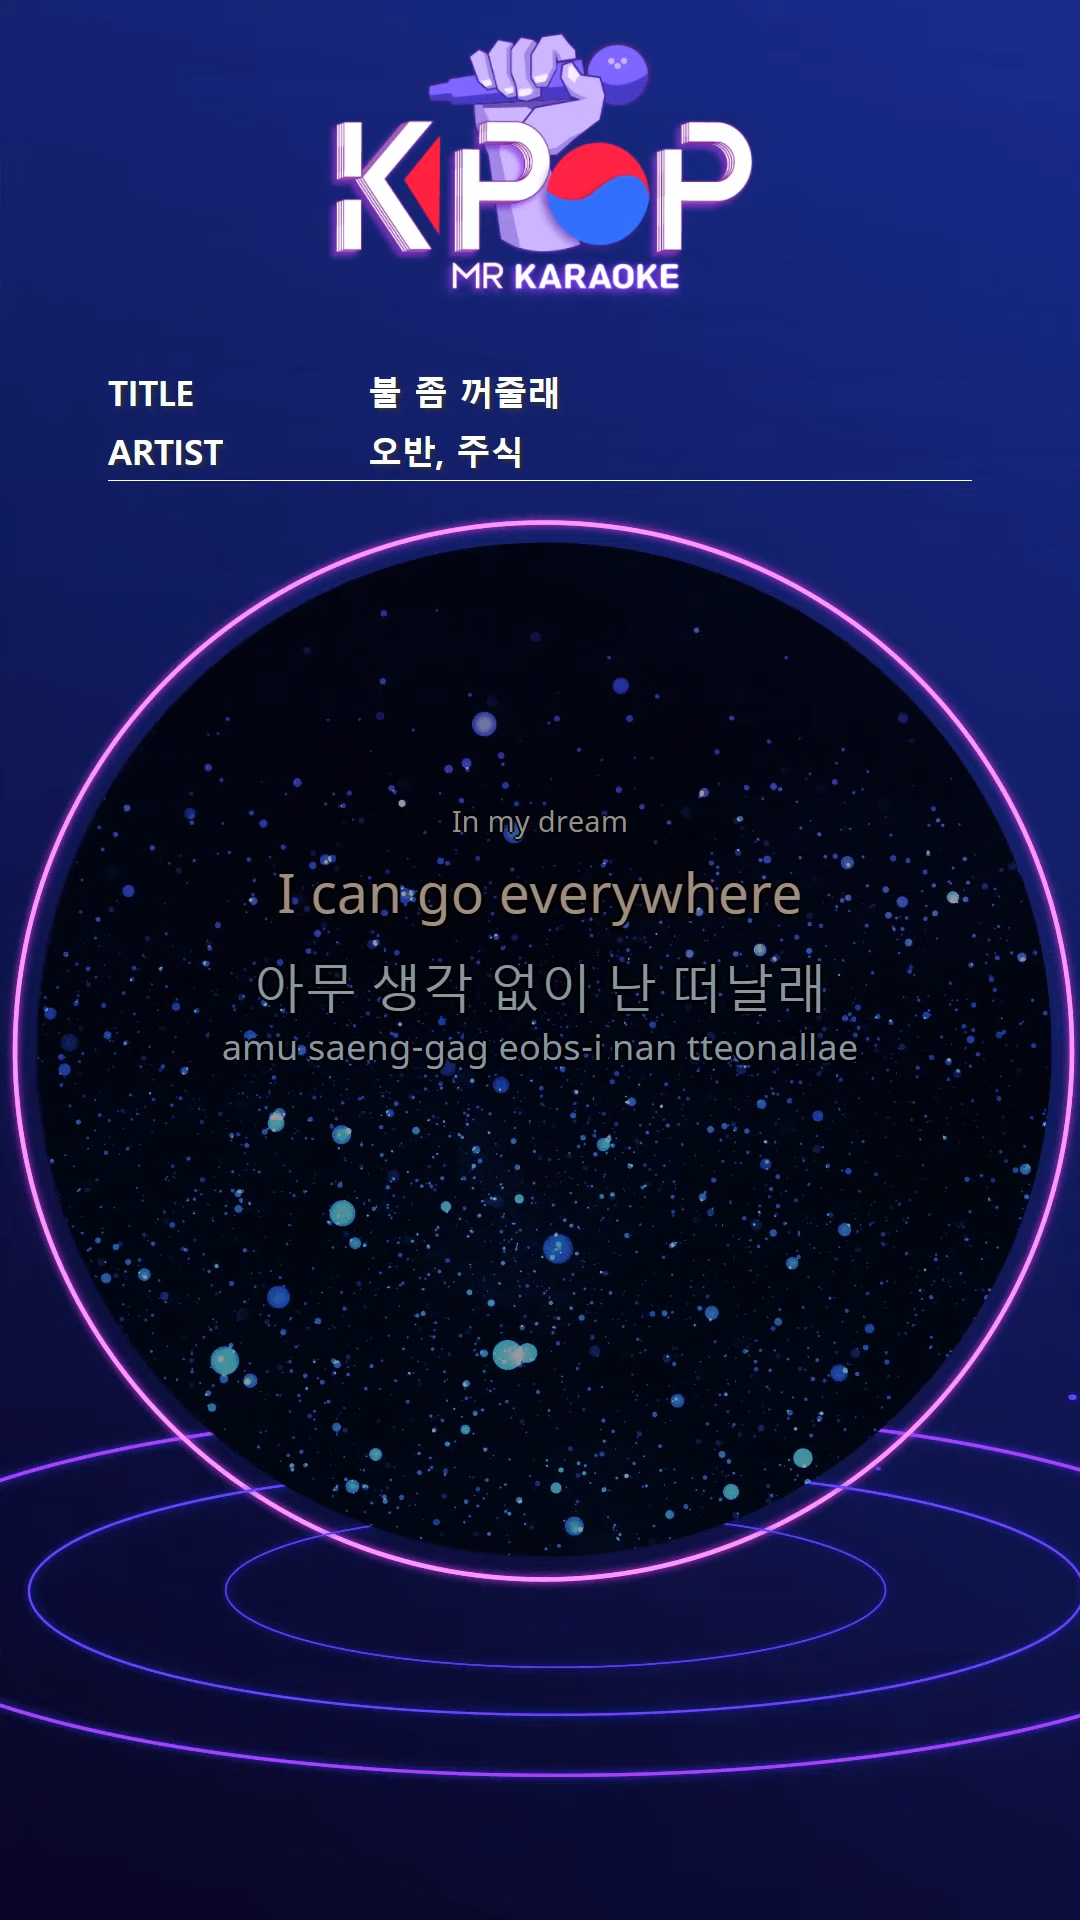 KPOP
MR KARAOKE
TITLE 불 좀 꺼줄래
ARTIST 오반, 주식
In my dream
I can go everywhere
아무 생각 없이 난 떠날래
amu saeng-gag eobs-i nan tteonallae